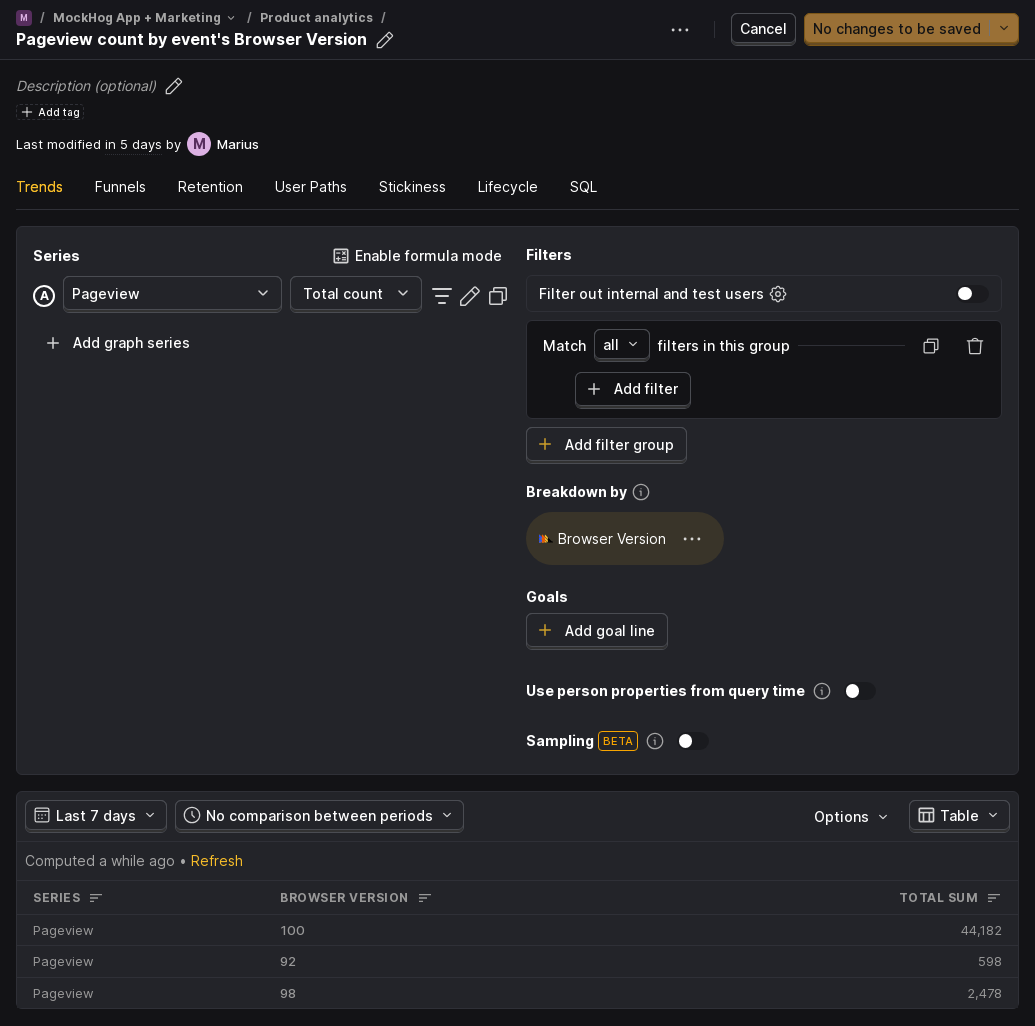 M / MockHog App + Marketing / Product analytics /
Pageview count by event's Browser Version
Cancel
No changes to be saved
Description (optional)
Add tag
Last modified in 5 days by M Marius
Trends Funnels Retention User Paths Stickiness Lifecycle SQL
Series
Enable formula mode
A Pageview Total count
Add graph series
Filters
Filter out internal and test users
Match all filters in this group
Add filter
Add filter group
Breakdown by
Browser Version
Goals
Add goal line
Use person properties from query time
Sampling BETA
Last 7 days No comparison between periods Options Table
Computed a while ago • Refresh
SERIES BROWSER VERSION TOTAL SUM
Pageview 100 44,182
Pageview 92 598
Pageview 98 2,478